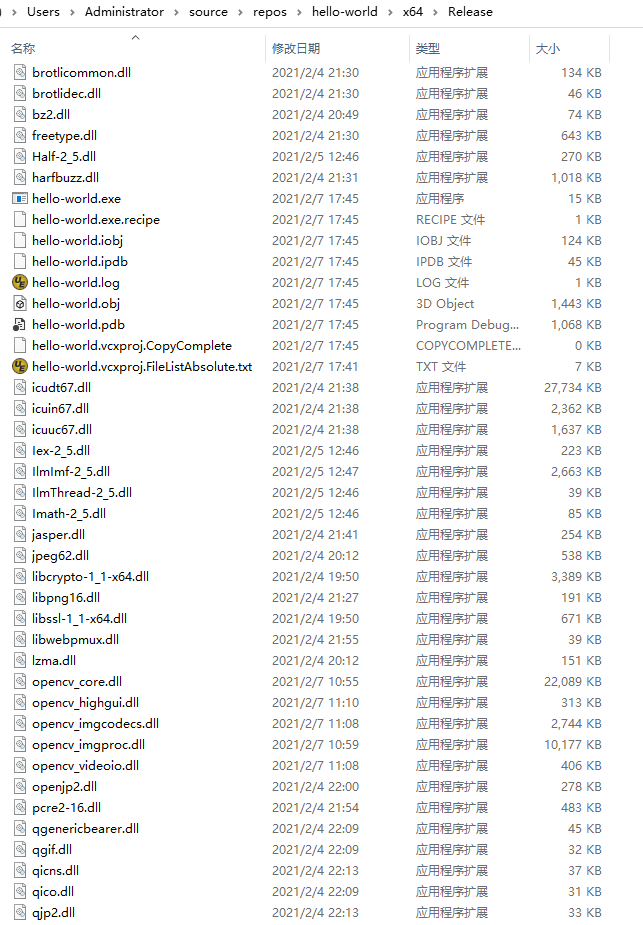 Users > Administrator > source > repos > hello-world > x64 > Release
名称 修改日期 类型 大小
brotlicommon.dll 2021/2/4 21:30 应用程序扩展 134 KB
brotlidec.dll 2021/2/4 21:30 应用程序扩展 46 KB
bz2.dll 2021/2/4 20:49 应用程序扩展 74 KB
freetype.dll 2021/2/4 21:30 应用程序扩展 643 KB
Half-2_5.dll 2021/2/5 12:46 应用程序扩展 270 KB
harfbuzz.dll 2021/2/4 21:31 应用程序扩展 1,018 KB
hello-world.exe 2021/2/7 17:45 应用程序 15 KB
hello-world.exe.recipe 2021/2/7 17:45 RECIPE 文件 1 KB
hello-world.iobj 2021/2/7 17:45 IOBJ 文件 124 KB
hello-world.ipdb 2021/2/7 17:45 IPDB 文件 45 KB
hello-world.log 2021/2/7 17:45 LOG 文件 1 KB
hello-world.obj 2021/2/7 17:45 3D Object 1,443 KB
hello-world.pdb 2021/2/7 17:45 Program Debug... 1,068 KB
hello-world.vcxproj.CopyComplete 2021/2/7 17:45 COPYCOMPLETE... 0 KB
hello-world.vcxproj.FileListAbsolute.txt 2021/2/7 17:41 TXT 文件 7 KB
icudt67.dll 2021/2/4 21:38 应用程序扩展 27,734 KB
icuin67.dll 2021/2/4 21:38 应用程序扩展 2,362 KB
icuuc67.dll 2021/2/4 21:38 应用程序扩展 1,637 KB
Iex-2_5.dll 2021/2/5 12:46 应用程序扩展 223 KB
IlmImf-2_5.dll 2021/2/5 12:47 应用程序扩展 2,663 KB
IlmThread-2_5.dll 2021/2/5 12:46 应用程序扩展 39 KB
Imath-2_5.dll 2021/2/5 12:46 应用程序扩展 85 KB
jasper.dll 2021/2/4 21:41 应用程序扩展 254 KB
jpeg62.dll 2021/2/4 20:12 应用程序扩展 538 KB
libcrypto-1_1-x64.dll 2021/2/4 19:50 应用程序扩展 3,389 KB
libpng16.dll 2021/2/4 21:27 应用程序扩展 191 KB
libssl-1_1-x64.dll 2021/2/4 19:50 应用程序扩展 671 KB
libwebpmux.dll 2021/2/4 21:55 应用程序扩展 39 KB
lzma.dll 2021/2/4 20:12 应用程序扩展 151 KB
opencv_core.dll 2021/2/7 10:55 应用程序扩展 22,089 KB
opencv_highgui.dll 2021/2/7 11:10 应用程序扩展 313 KB
opencv_imgcodecs.dll 2021/2/7 11:08 应用程序扩展 2,744 KB
opencv_imgproc.dll 2021/2/7 10:59 应用程序扩展 10,177 KB
opencv_videoio.dll 2021/2/7 11:08 应用程序扩展 406 KB
openjp2.dll 2021/2/4 22:00 应用程序扩展 278 KB
pcre2-16.dll 2021/2/4 21:54 应用程序扩展 483 KB
qgenericbearer.dll 2021/2/4 22:09 应用程序扩展 45 KB
qgif.dll 2021/2/4 22:09 应用程序扩展 32 KB
qicns.dll 2021/2/4 22:13 应用程序扩展 37 KB
qico.dll 2021/2/4 22:09 应用程序扩展 31 KB
qjp2.dll 2021/2/4 22:13 应用程序扩展 33 KB